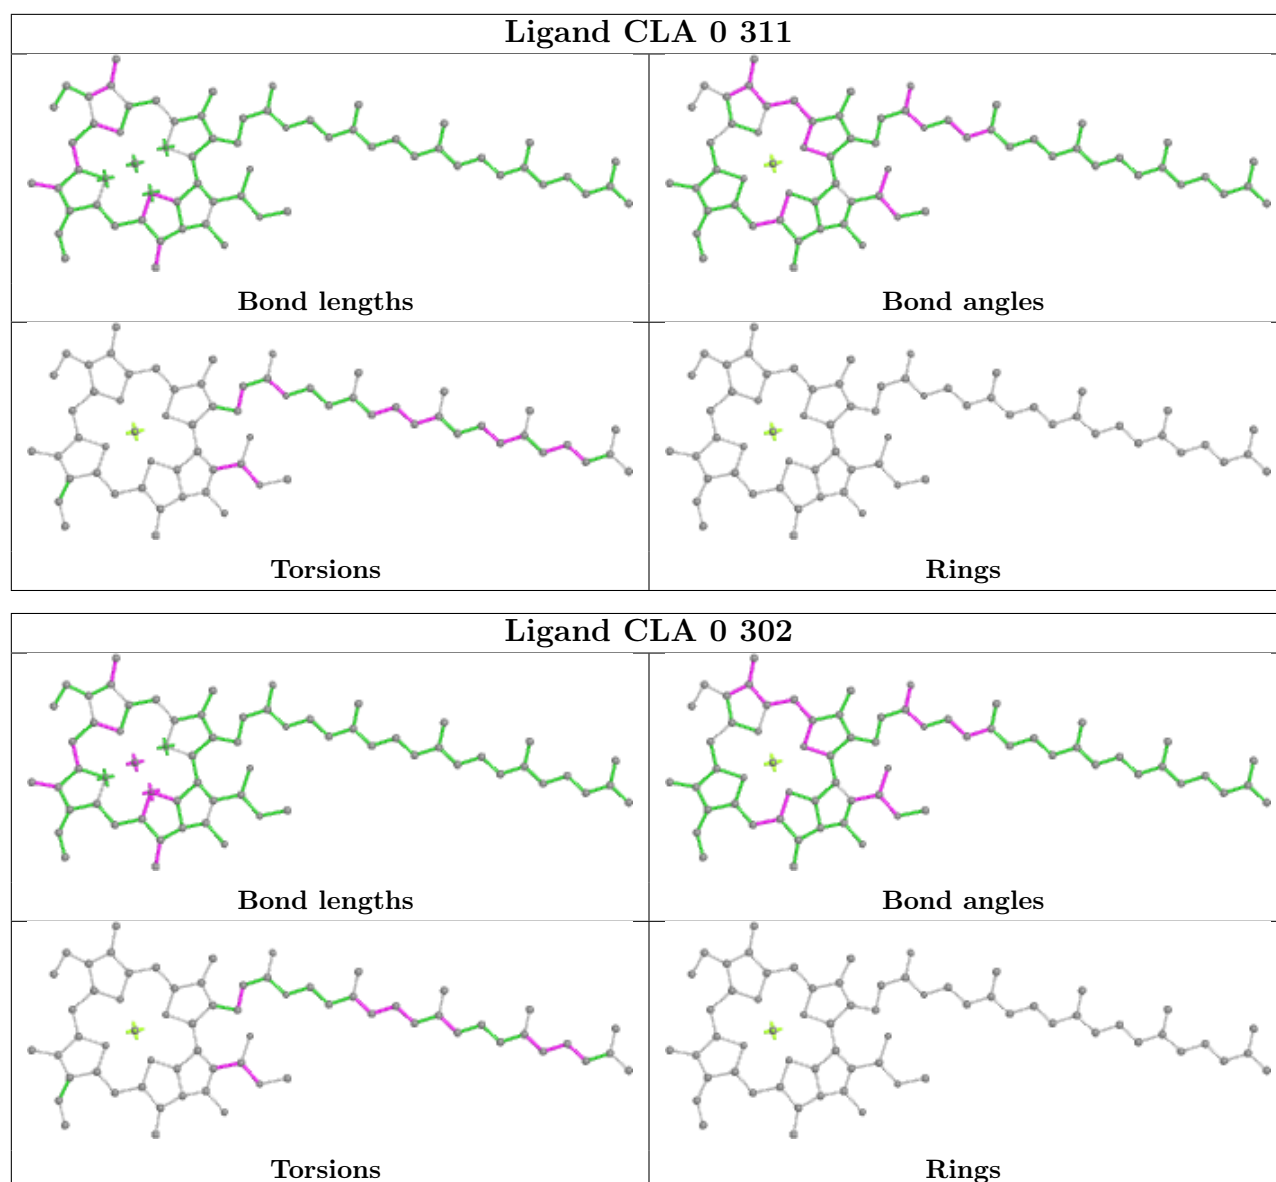 Ligand CLA 0 311
Bond lengths
Bond angles
Torsions
Rings
Ligand CLA 0 302
Bond lengths
Bond angles
Torsions
Rings